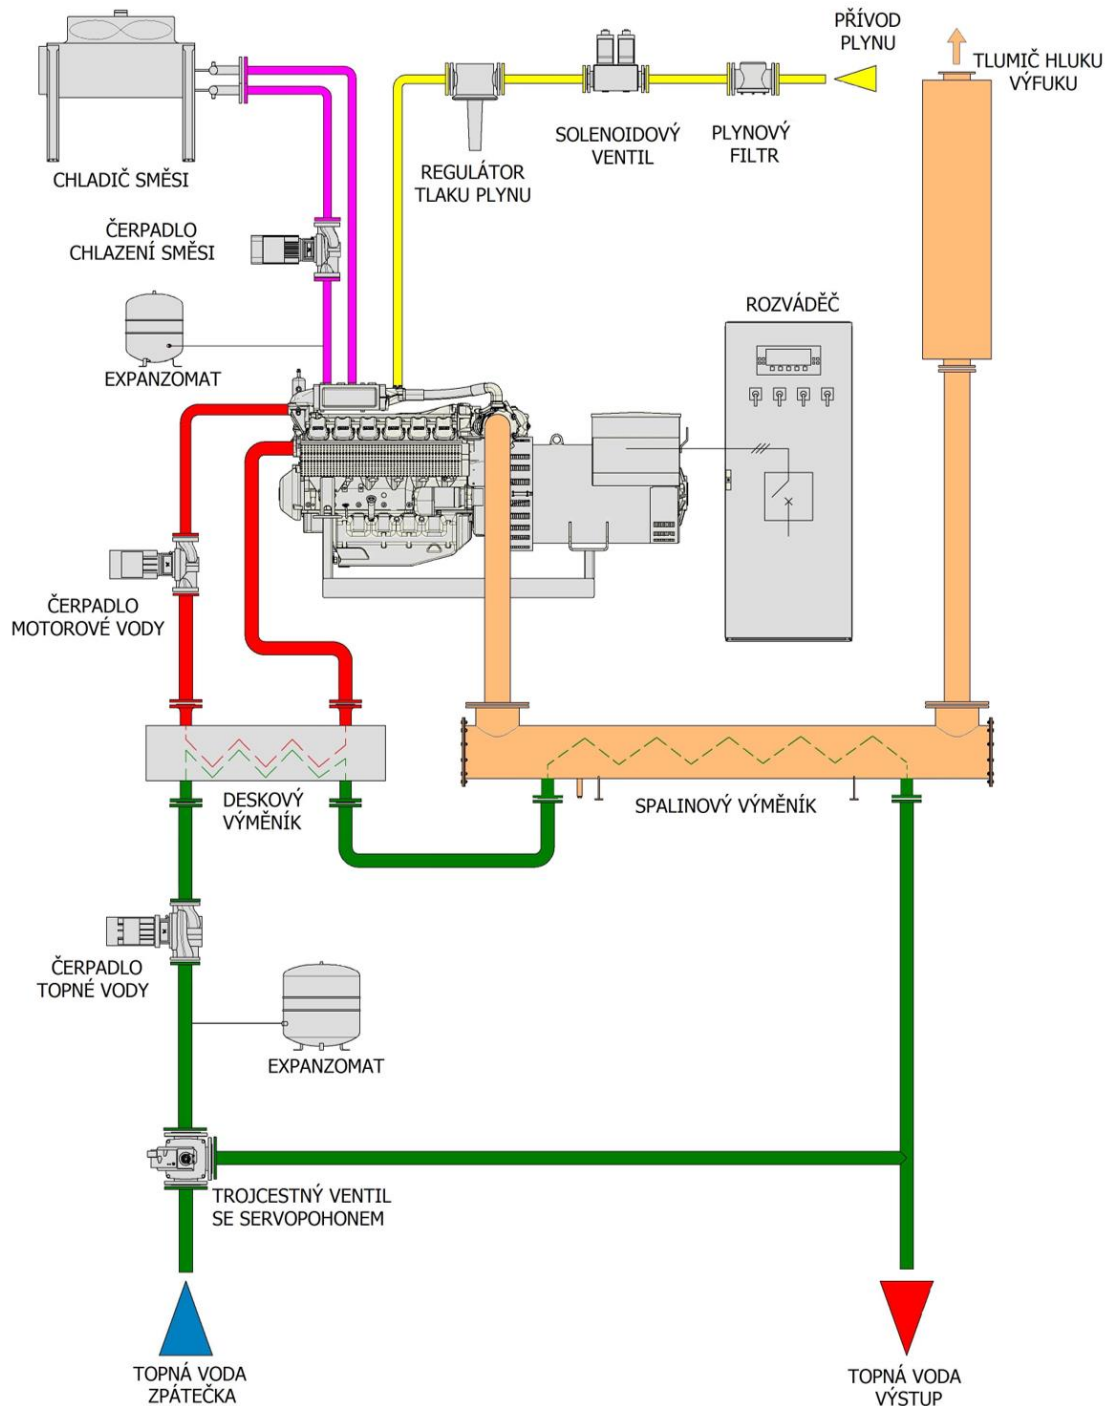 PŘÍVOD
PLYNU
TLUMIČ HLUKU
VÝFUKU
SOLENOIDOVÝ
VENTIL
PLYNOVÝ
FILTR
REGULÁTOR
TLAKU PLYNU
CHLADIČ SMĚSI
ČERPADLO
CHLAZENÍ SMĚSI
ROZVÁDĚČ
EXPANZOMAT
ČERPADLO
MOTOROVÉ VODY
DESKOVÝ
VÝMĚNÍK
SPALINOVÝ VÝMĚNÍK
ČERPADLO
TOPNÉ VODY
EXPANZOMAT
TROJCESTNÝ VENTIL
SE SERVOPOHONEM
TOPNÁ VODA
ZPÁTEČKA
TOPNÁ VODA
VÝSTUP